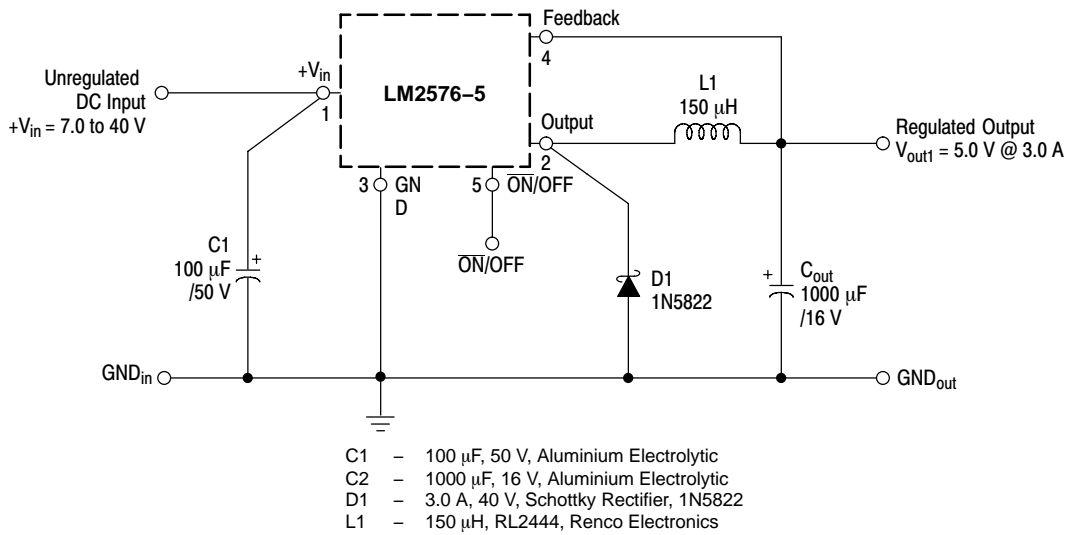 Feedback
4
Unregulated
DC Input
+Vin = 7.0 to 40 V
+Vin
1
LM2576−5
L1
150 μH
Output
2
Regulated Output
Vout1 = 5.0 V @ 3.0 A
3
GN
D
5
ON/OFF
ON/OFF
C1
100 μF
/50 V
+
D1
1N5822
+
Cout
1000 μF
/16 V
GNDin
GNDout
C1 – 100 μF, 50 V, Aluminium Electrolytic
C2 – 1000 μF, 16 V, Aluminium Electrolytic
D1 – 3.0 A, 40 V, Schottky Rectifier, 1N5822
L1 – 150 μH, RL2444, Renco Electronics